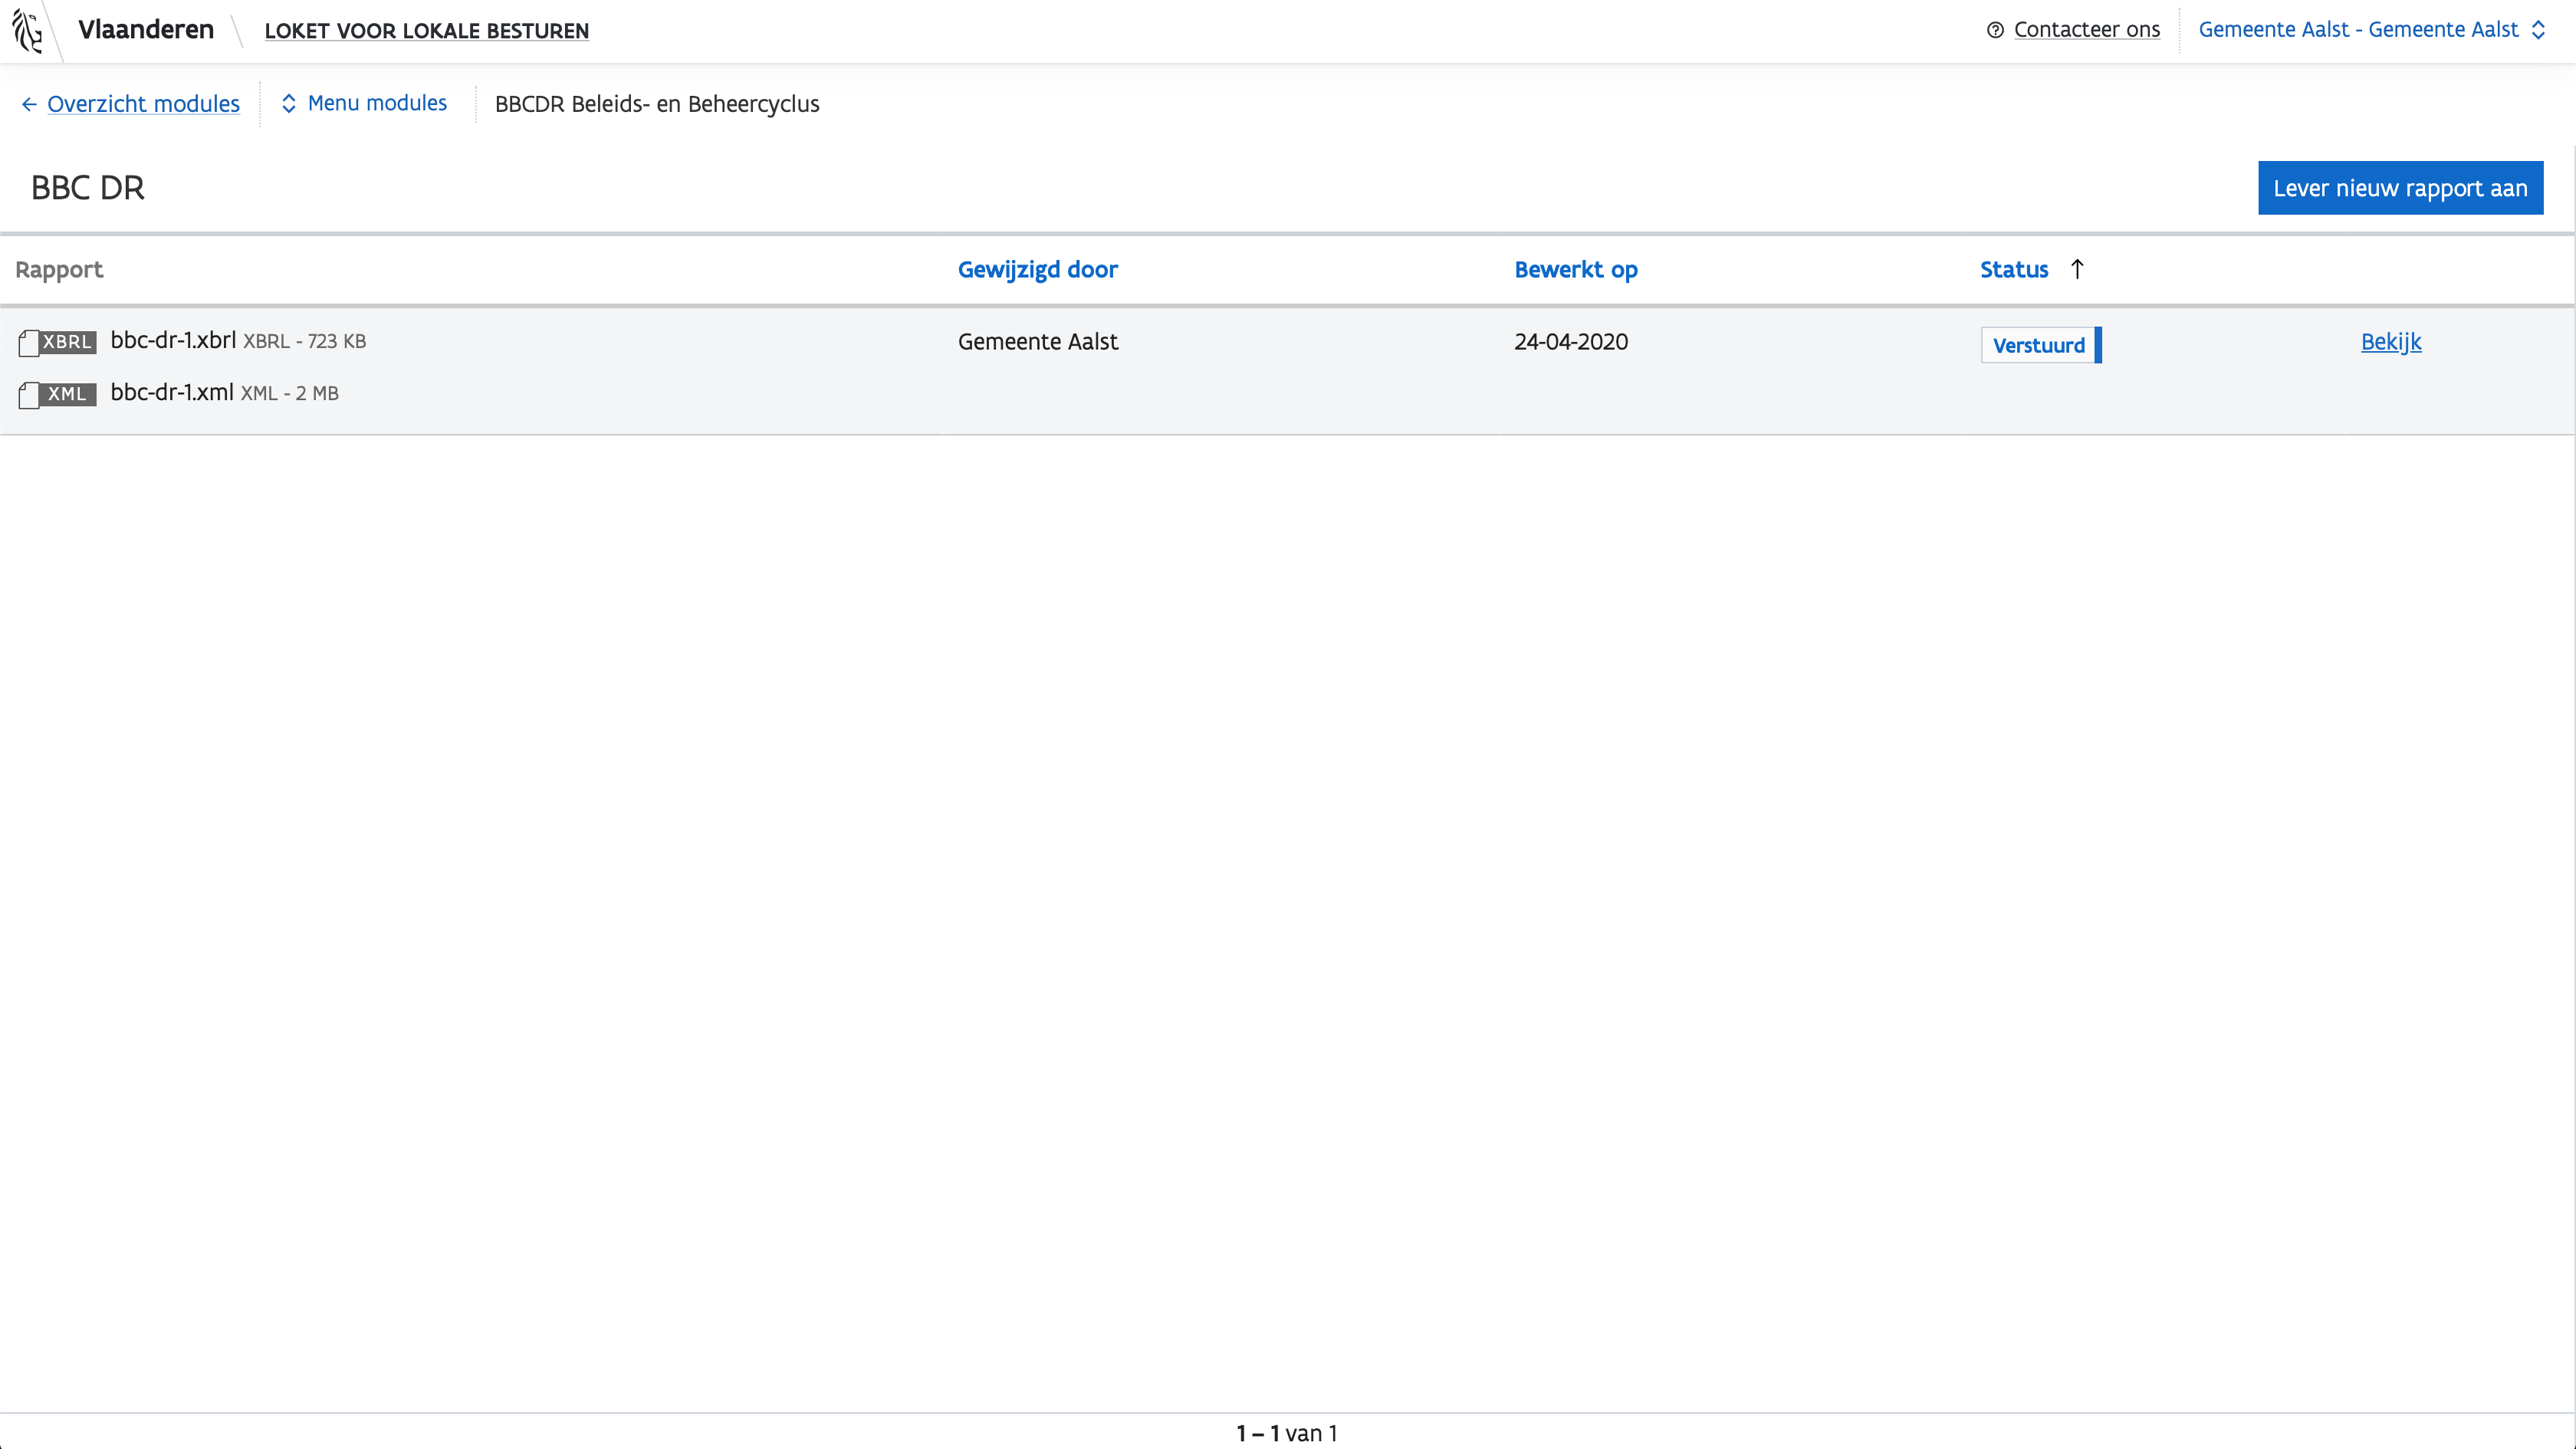 Vlaanderen LOKET VOOR LOKALE BESTUREN Contacteer ons Gemeente Aalst - Gemeente Aalst
Overzicht modules Menu modules BBCDR Beleids- en Beheercyclus
BBC DR Lever nieuw rapport aan
Rapport Gewijzigd door Bewerkt op Status
XBRL bbc-dr-1.xbrl XBRL - 723 KB Gemeente Aalst 24-04-2020 Verstuurd Bekijk
XML bbc-dr-1.xml XML - 2 MB
1 – 1 van 1